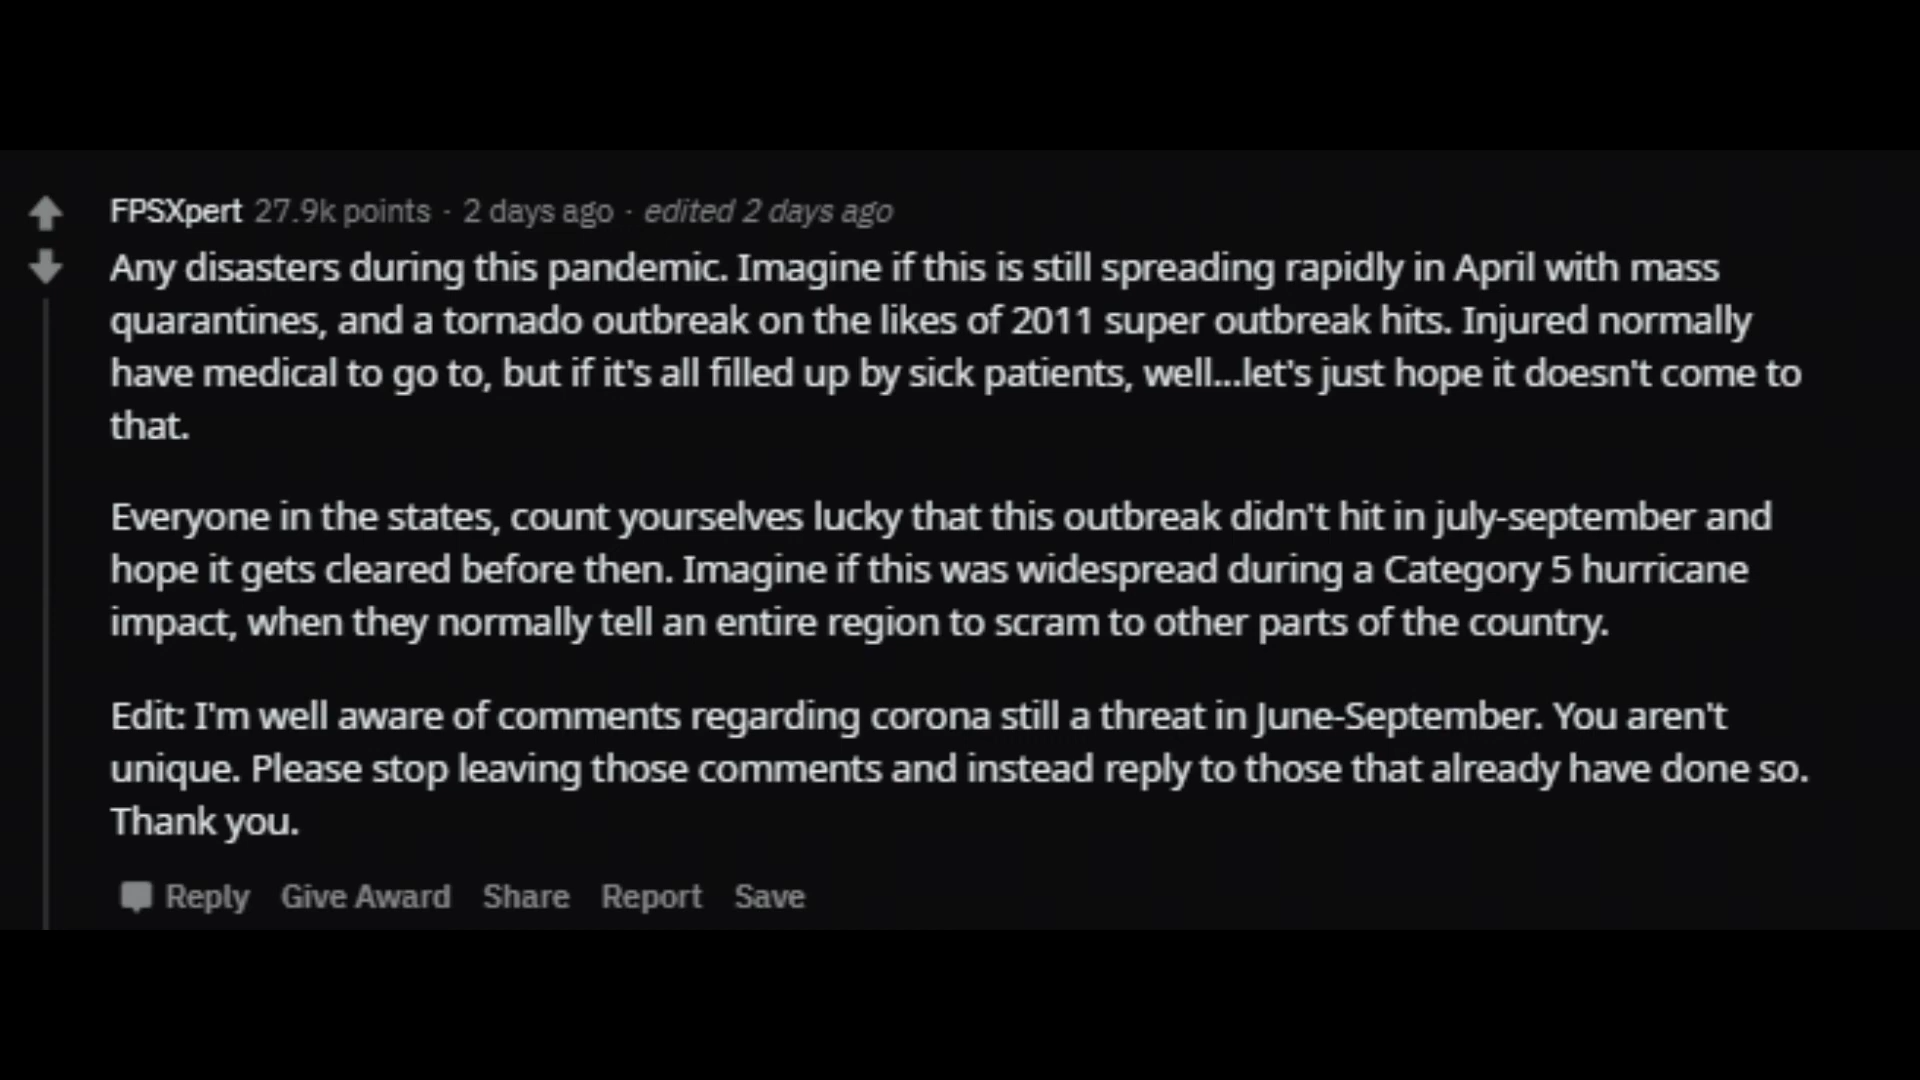 FPSXpert 27.9k points · 2 days ago · edited 2 days ago
Any disasters during this pandemic. Imagine if this is still spreading rapidly in April with mass
quarantines, and a tornado outbreak on the likes of 2011 super outbreak hits. Injured normally
have medical to go to, but if it's all filled up by sick patients, well...let's just hope it doesn't come to
that.
Everyone in the states, count yourselves lucky that this outbreak didn't hit in july-september and
hope it gets cleared before then. Imagine if this was widespread during a Category 5 hurricane
impact, when they normally tell an entire region to scram to other parts of the country.
Edit: I'm well aware of comments regarding corona still a threat in June-September. You aren't
unique. Please stop leaving those comments and instead reply to those that already have done so.
Thank you.
Reply Give Award Share Report Save